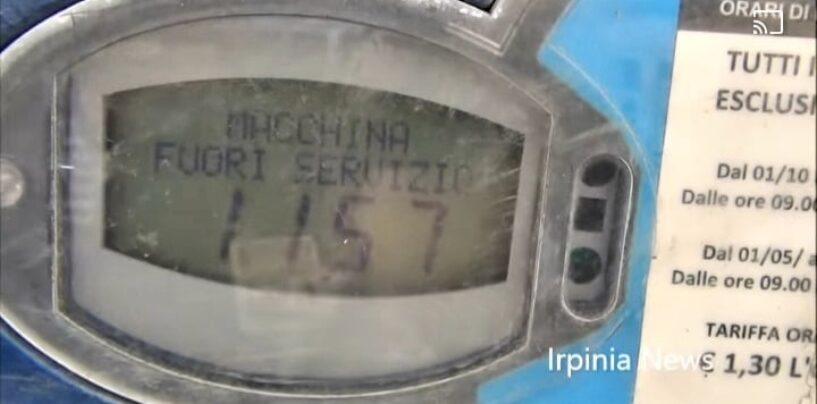 MACCHINA
FUORI SERVIZIO
1157
ORARI DI
TUTTI
ESCLUSI
Dal 01/10
Dalle ore 09.00
Dal 01/05/ a
Dalle ore 09.00
TARIFFA ORA
€ 1,30 L'
Irpinia News